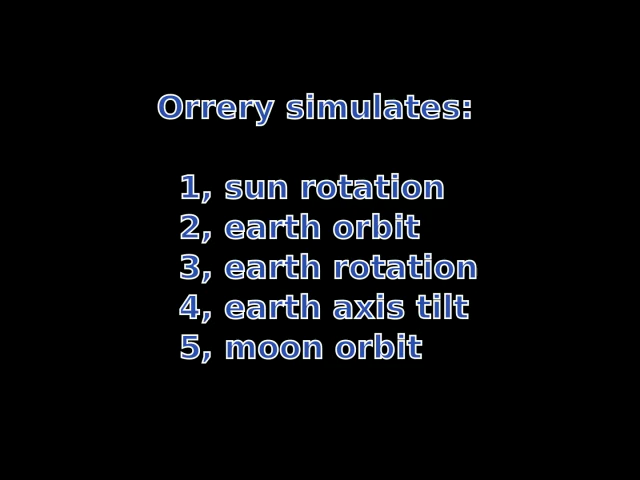 Orrery simulates:
1, sun rotation
2, earth orbit
3, earth rotation
4, earth axis tilt
5, moon orbit